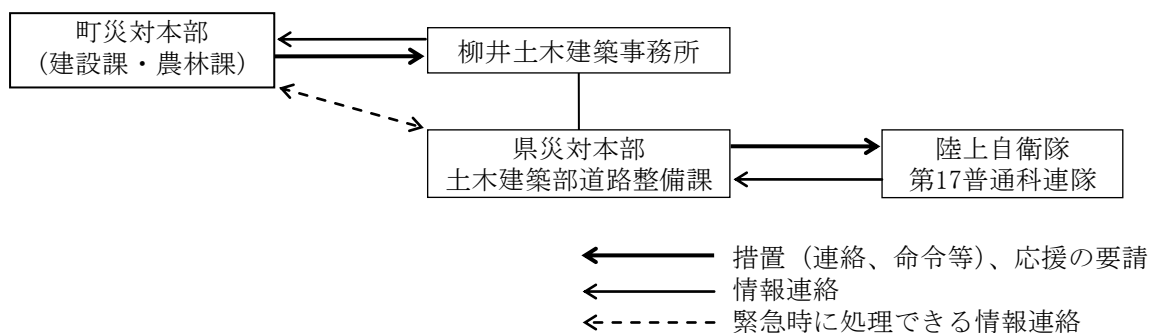 町災対本部
(建設課・農林課)
柳井土木建築事務所
県災対本部
土木建築部道路整備課
陸上自衛隊
第17普通科連隊
措置（連絡、命令等）、応援の要請
情報連絡
緊急時に処理できる情報連絡